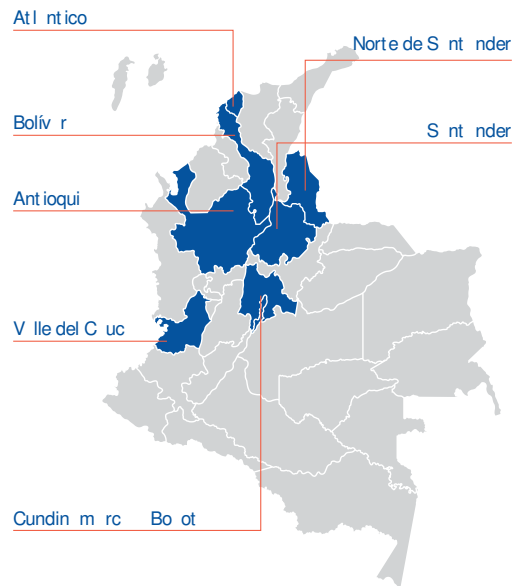 Atl ntico
Norte de S nt nder
Bolív r
S nt nder
Antioqui
V lle del C uc
Cundin m rc Bo ot